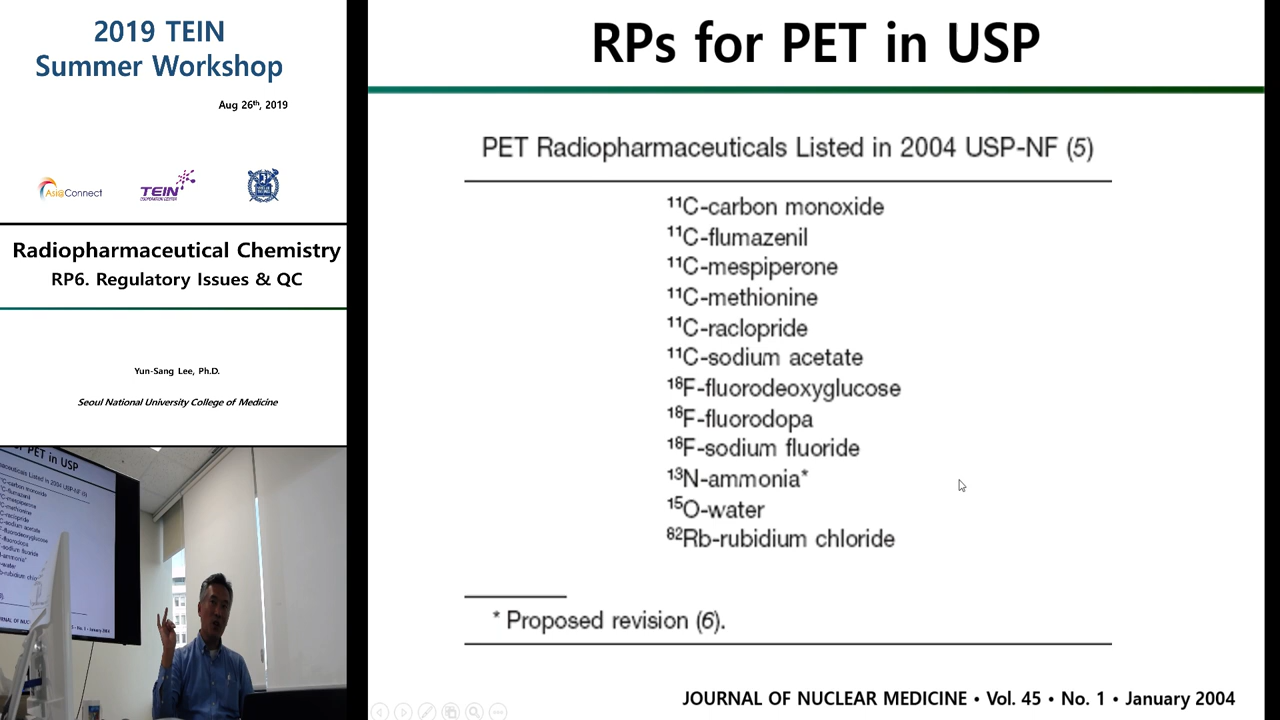 2019 TEIN
Summer Workshop
Aug 26th, 2019
Asi@Connect
TEIN
COOPERATION CENTER
Radiopharmaceutical Chemistry
RP6. Regulatory Issues & QC
Yun-Sang Lee, Ph.D.
Seoul National University College of Medicine
RPs for PET in USP
PET Radiopharmaceuticals Listed in 2004 USP-NF (5)
¹¹C-carbon monoxide
¹¹C-flumazenil
¹¹C-mespiperone
¹¹C-methionine
¹¹C-raclopride
¹¹C-sodium acetate
¹⁸F-fluorodeoxyglucose
¹⁸F-fluorodopa
¹⁸F-sodium fluoride
¹³N-ammonia*
¹⁵O-water
⁸²Rb-rubidium chloride
* Proposed revision (6).
JOURNAL OF NUCLEAR MEDICINE • Vol. 45 • No. 1 • January 2004